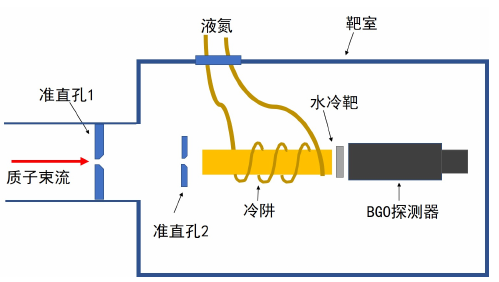 液氮
靶室
准直孔1
水冷靶
质子束流
准直孔2
冷阱
BGO探测器